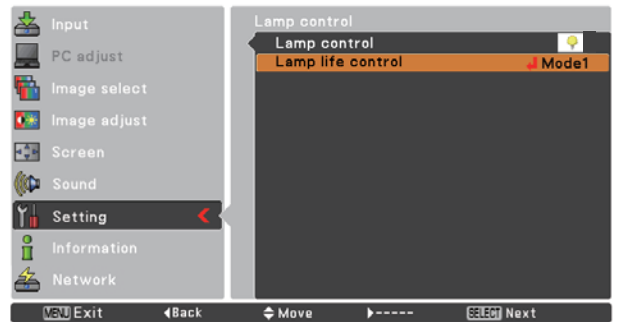 Input
PC adjust
Image select
Image adjust
Screen
Sound
Setting
Information
Network
Lamp control
Lamp control
Lamp life control Mode1
MENU Exit Back Move ----- SELECT Next